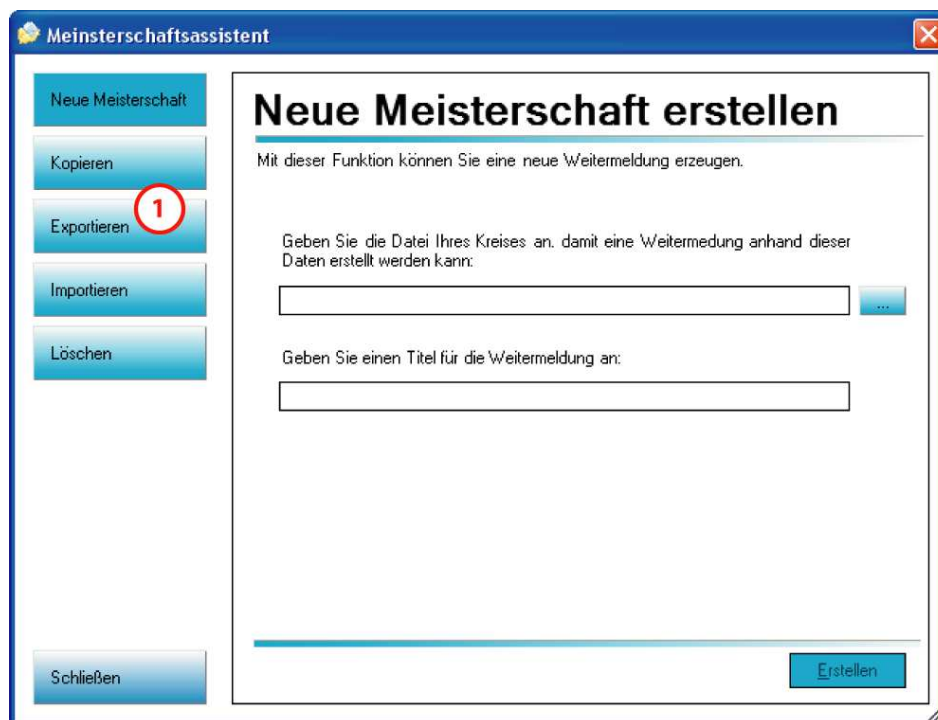 Meinsterschaftsassistent
Neue Meisterschaft
Kopieren
Exportieren
1
Importieren
Löschen
Schließen
Neue Meisterschaft erstellen
Mit dieser Funktion können Sie eine neue Weitermeldung erzeugen.
Geben Sie die Datei Ihres Kreises an. damit eine Weitermedung anhand dieser
Daten erstellt werden kann:
...
Geben Sie einen Titel für die Weitermeldung an:
Erstellen